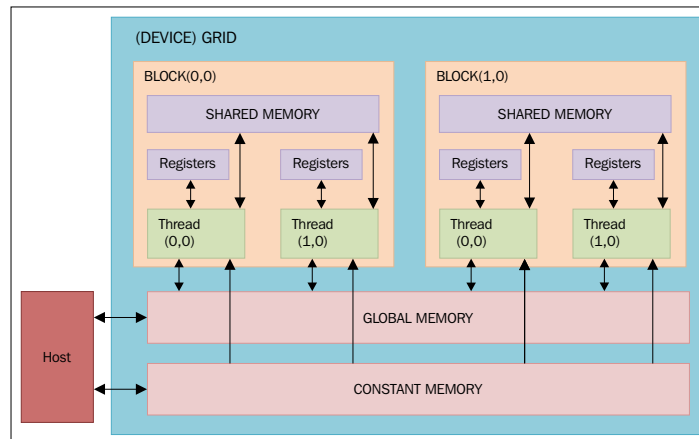 (DEVICE) GRID
BLOCK(0,0)
BLOCK(1,0)
SHARED MEMORY
SHARED MEMORY
Registers
Registers
Registers
Registers
Thread
(0,0)
Thread
(1,0)
Thread
(0,0)
Thread
(1,0)
GLOBAL MEMORY
Host
CONSTANT MEMORY